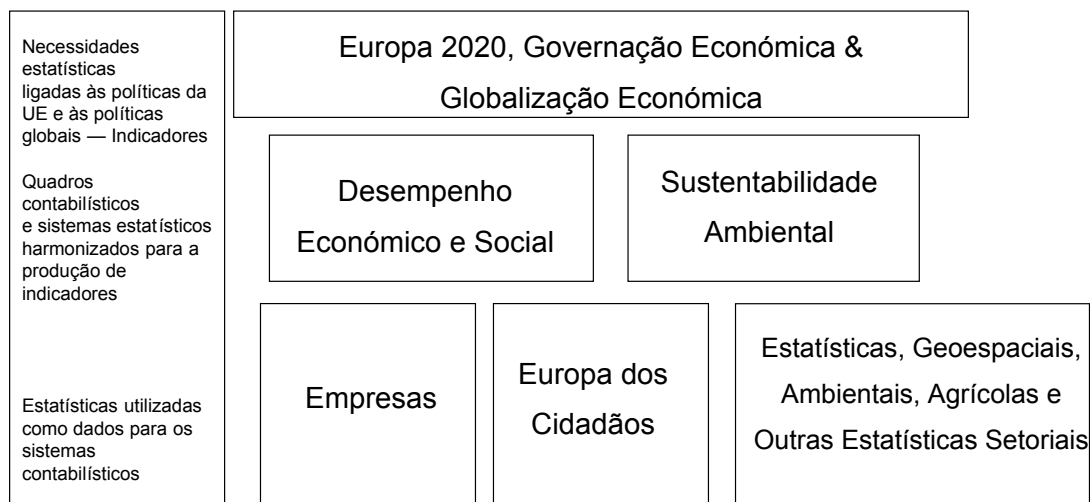 Necessidades
estatísticas
ligadas às políticas da
UE e às políticas
globais — Indicadores
Quadros
contabilísticos
e sistemas estatísticos
harmonizados para a
produção de
indicadores
Estatísticas utilizadas
como dados para os
sistemas
contabilísticos
Europa 2020, Governação Económica &
Globalização Económica
Desempenho
Económico e Social
Sustentabilidade
Ambiental
Empresas
Europa dos
Cidadãos
Estatísticas, Geoespaciais,
Ambientais, Agrícolas e
Outras Estatísticas Setoriais